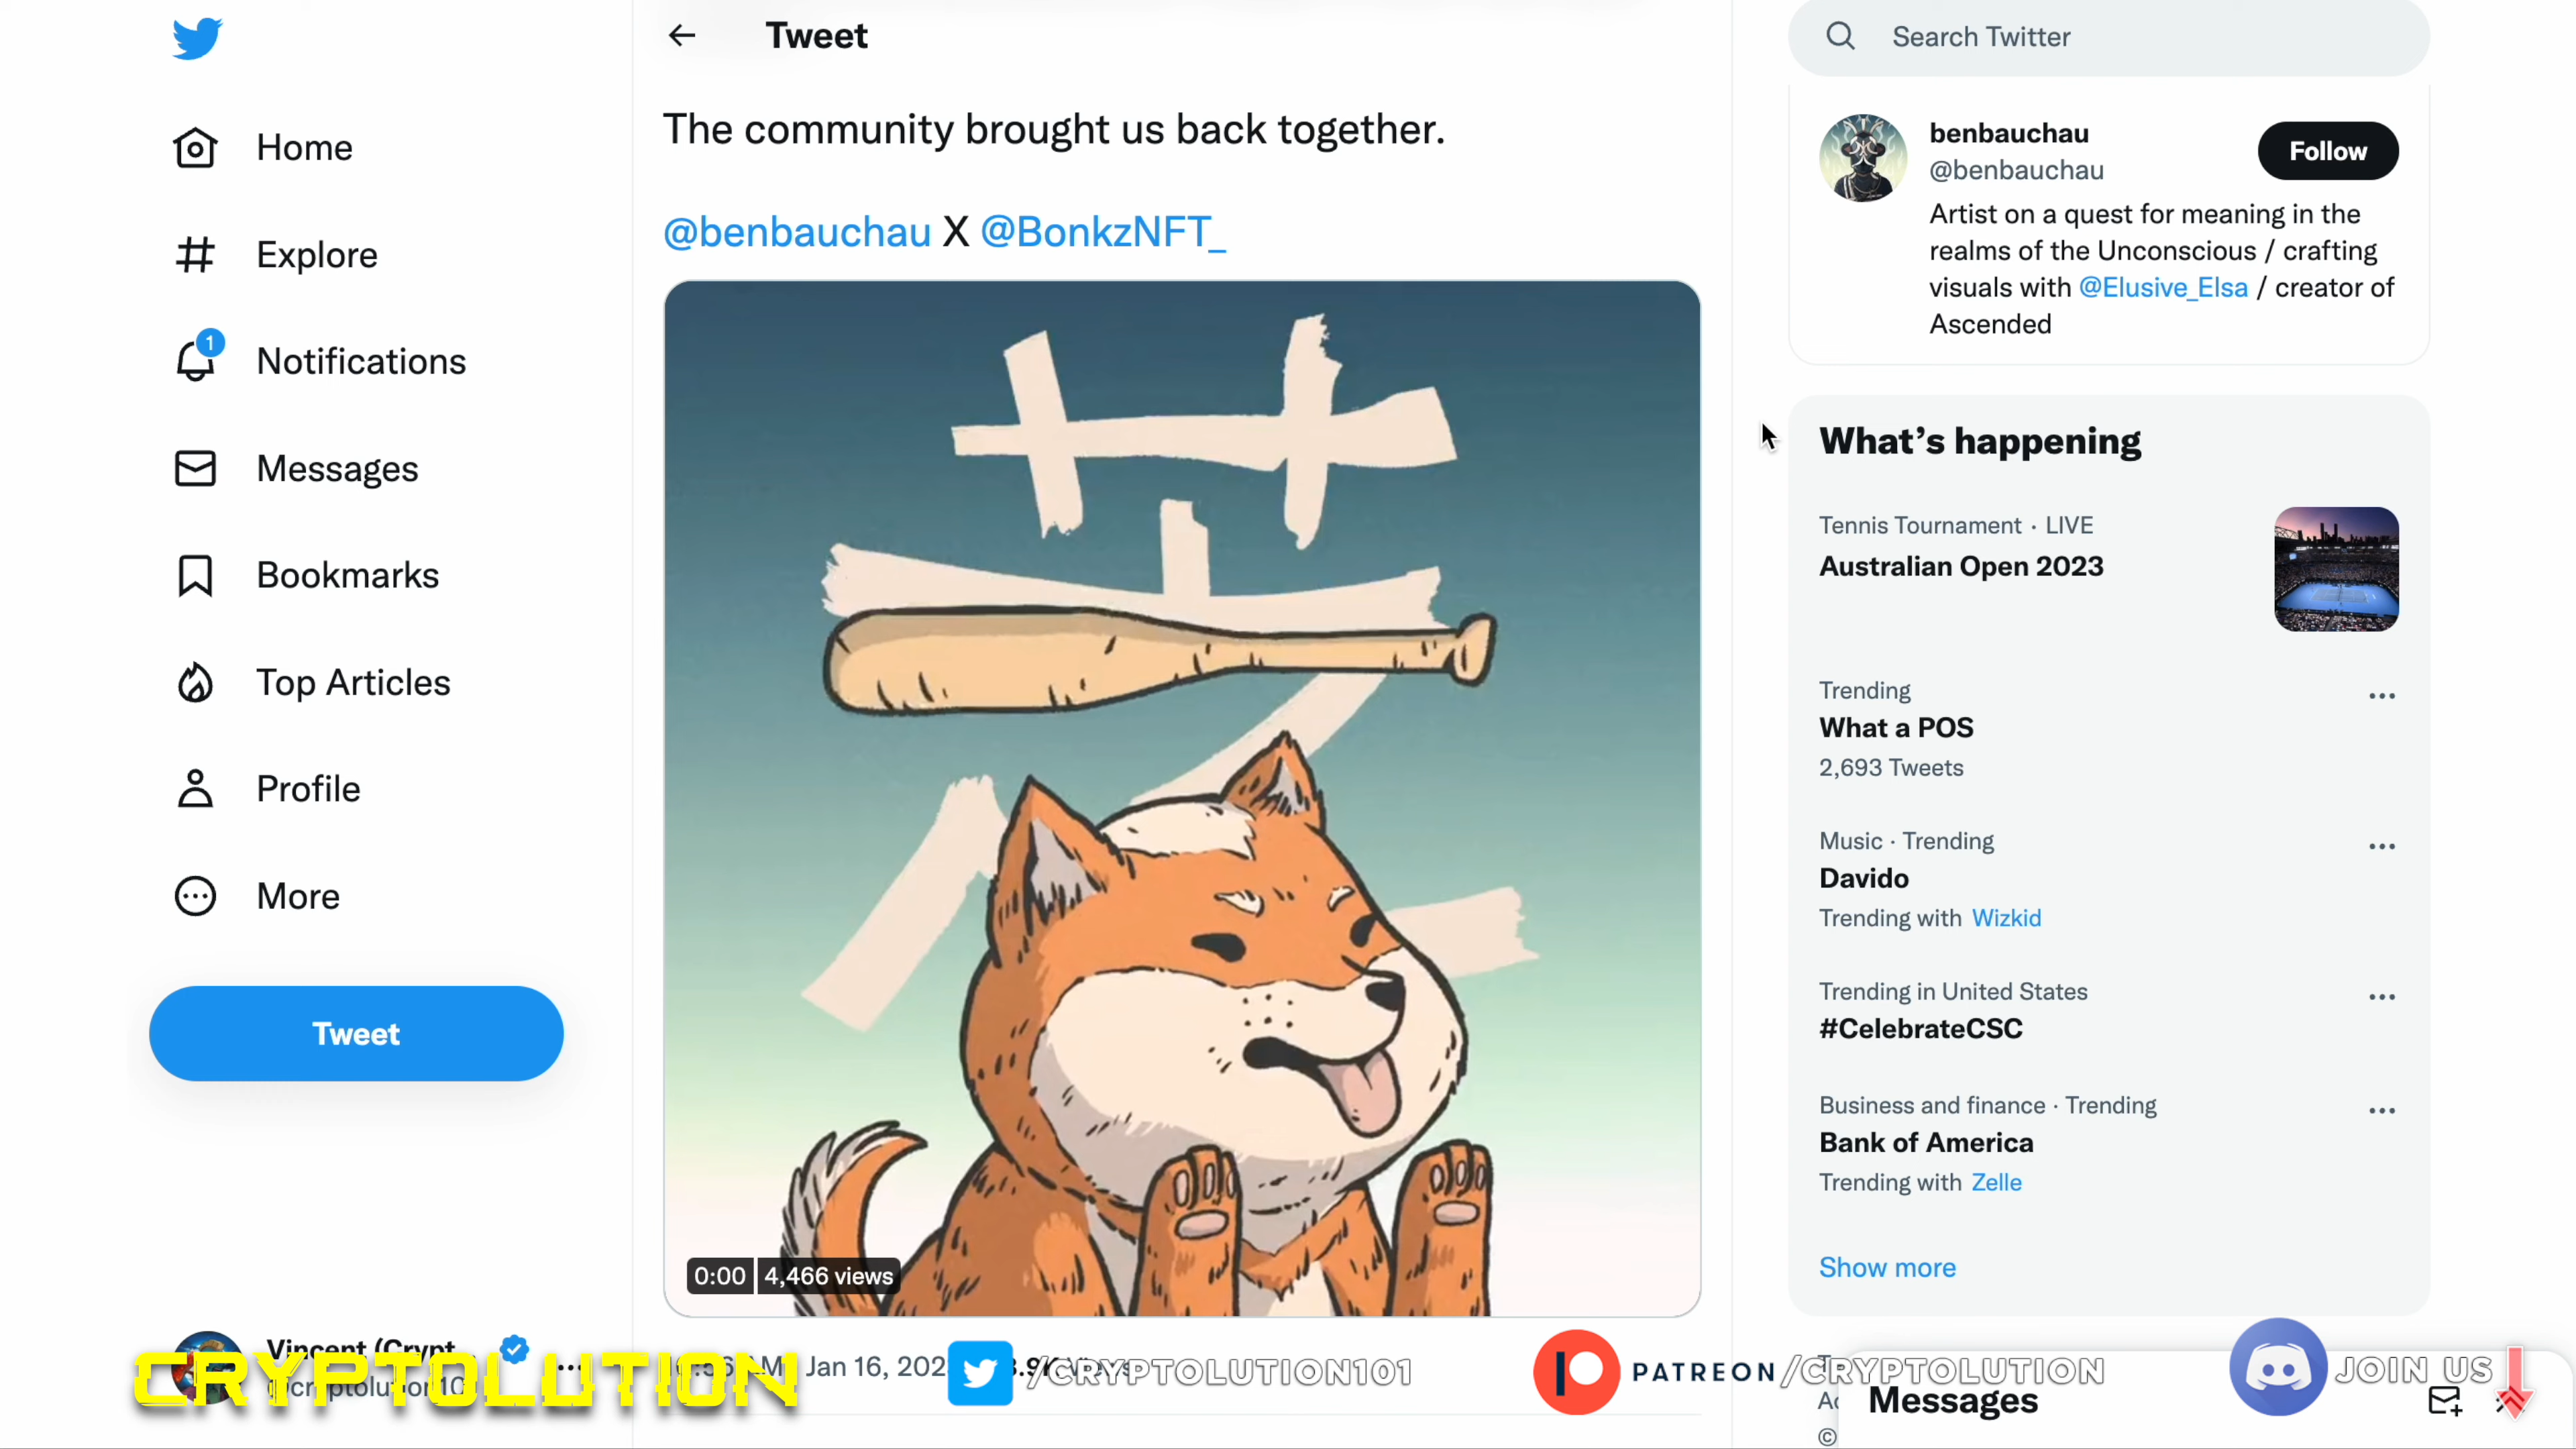 Home
Explore
1
Notifications
Messages
Bookmarks
Top Articles
Profile
More
Tweet
Vincent (Crypt
Tweet
The community brought us back together.
@benbauchau X @BonkzNFT_
0:00
4,466 views
Jan 16, 202
Search Twitter
benbauchau
@benbauchau
Follow
Artist on a quest for meaning in the
realms of the Unconscious / crafting
visuals with @Elusive_Elsa / creator of
Ascended
What's happening
Tennis Tournament · LIVE
Australian Open 2023
Trending
What a POS
2,693 Tweets
Music · Trending
Davido
Trending with Wizkid
Trending in United States
#CelebrateCSC
Business and finance · Trending
Bank of America
Trending with Zelle
Show more
Messages
CRYPTOLUTION
/CRYPTOLUTION101
PATREON/CRYPTOLUTION
JOIN US